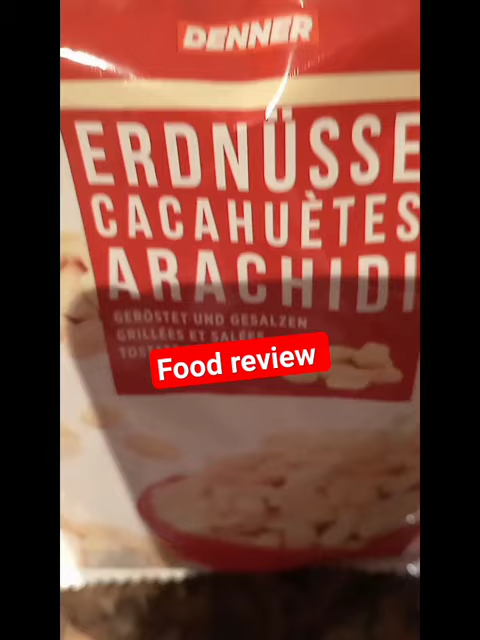 DENNER
ERDNÜSSE
CACAHUÈTES
ARACHIDI
GERÖSTET UND GESALZEN
GRILLÉES ET SALÉES
Food review